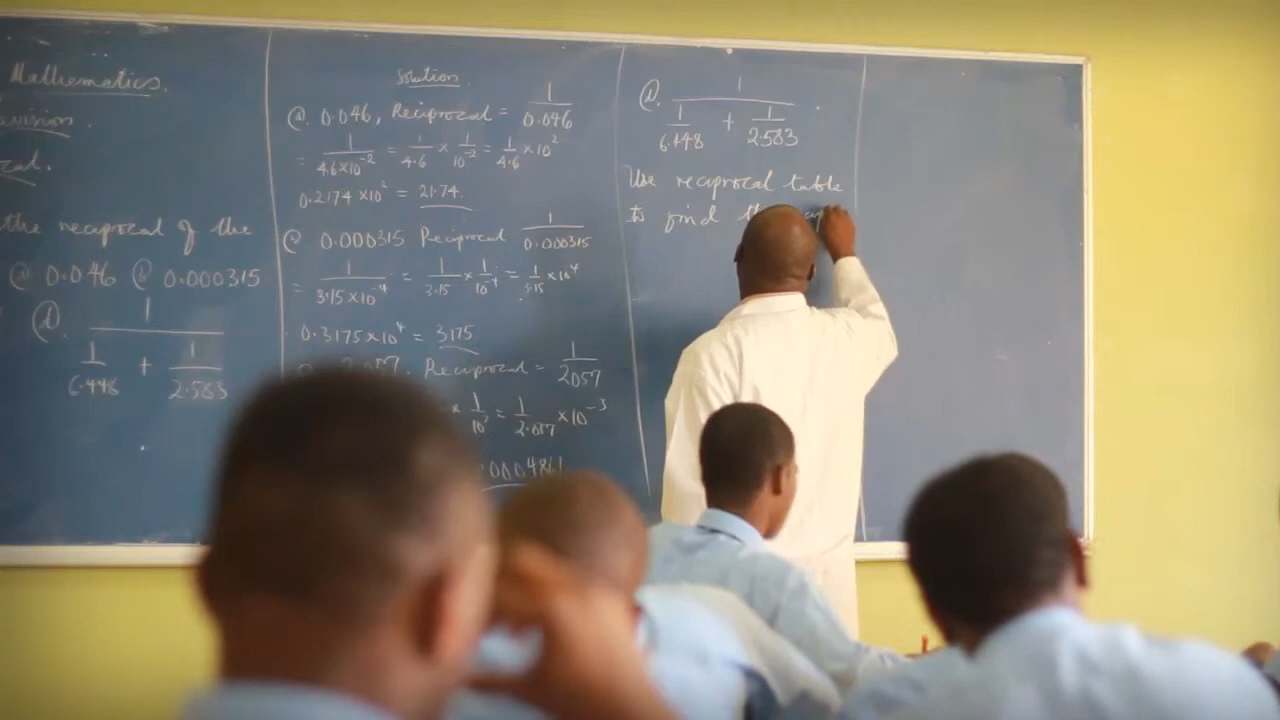 Mathematics.
the reciprocal of the
@ 0.046 @ 0.000315
1
1/6.448 + 1/2.583
Solution
@. 0.046, Reciprocal = 1/0.046
= 1/4.6×10⁻² = 1/4.6 × 1/10⁻² = 1/4.6 ×10²
0.2174 ×10² = 21.74.
0.000315 Reciprocal 1/0.000315
= 1/3.15×10⁻⁴ = 1/3.15 × 1/10⁻⁴ = 1/3.15 ×10⁴
0.3175×10⁴ = 3175
2057. Reciprocal = 1/2057
× 1/10³ = 1/2.057 ×10⁻³
0004861
1
1/6.448 + 1/2.583
Use reciprocal table
to find